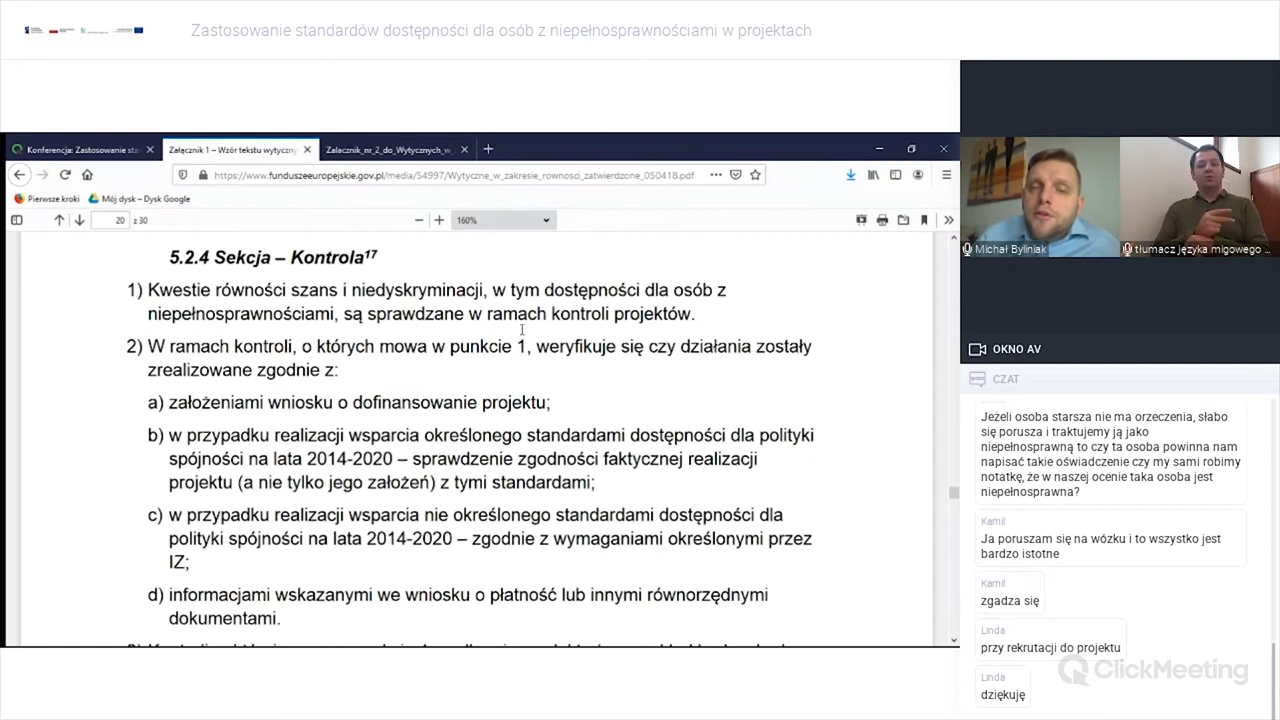 Zastosowanie standardów dostępności dla osób z niepełnosprawnościami w projektach
Konferencja: Zastosowanie sta
Załącznik 1 – Wzór tekstu wytyczn
Zalacznik_nr_2_do_Wytycznych_w_
https://www.funduszeeuropejskie.gov.pl/media/54997/Wytyczne_w_zakresie_rownosci_zatwierdzone_050418.pdf
Pierwsze kroki
Mój dysk – Dysk Google
20 z 30
160%
5.2.4 Sekcja – Kontrola17
1) Kwestie równości szans i niedyskryminacji, w tym dostępności dla osób z
niepełnosprawnościami, są sprawdzane w ramach kontroli projektów.
2) W ramach kontroli, o których mowa w punkcie 1, weryfikuje się czy działania zostały
zrealizowane zgodnie z:
a) założeniami wniosku o dofinansowanie projektu;
b) w przypadku realizacji wsparcia określonego standardami dostępności dla polityki
spójności na lata 2014-2020 – sprawdzenie zgodności faktycznej realizacji
projektu (a nie tylko jego założeń) z tymi standardami;
c) w przypadku realizacji wsparcia nie określonego standardami dostępności dla
polityki spójności na lata 2014-2020 – zgodnie z wymaganiami określonymi przez
IZ;
d) informacjami wskazanymi we wniosku o płatność lub innymi równorzędnymi
dokumentami.
Michał Byliniak
tłumacz języka migowego ...
OKNO AV
CZAT
Jeżeli osoba starsza nie ma orzeczenia, słabo
się porusza i traktujemy ją jako
niepełnosprawną to czy ta osoba powinna nam
napisać takie oświadczenie czy my sami robimy
notatkę, że w naszej ocenie taka osoba jest
niepełnosprawna?
Kamil
Ja poruszam się na wózku i to wszystko jest
bardzo istotne
Kamil
zgadza się
Linda
przy rekrutacji do projektu
Linda
dziękuję
ClickMeeting